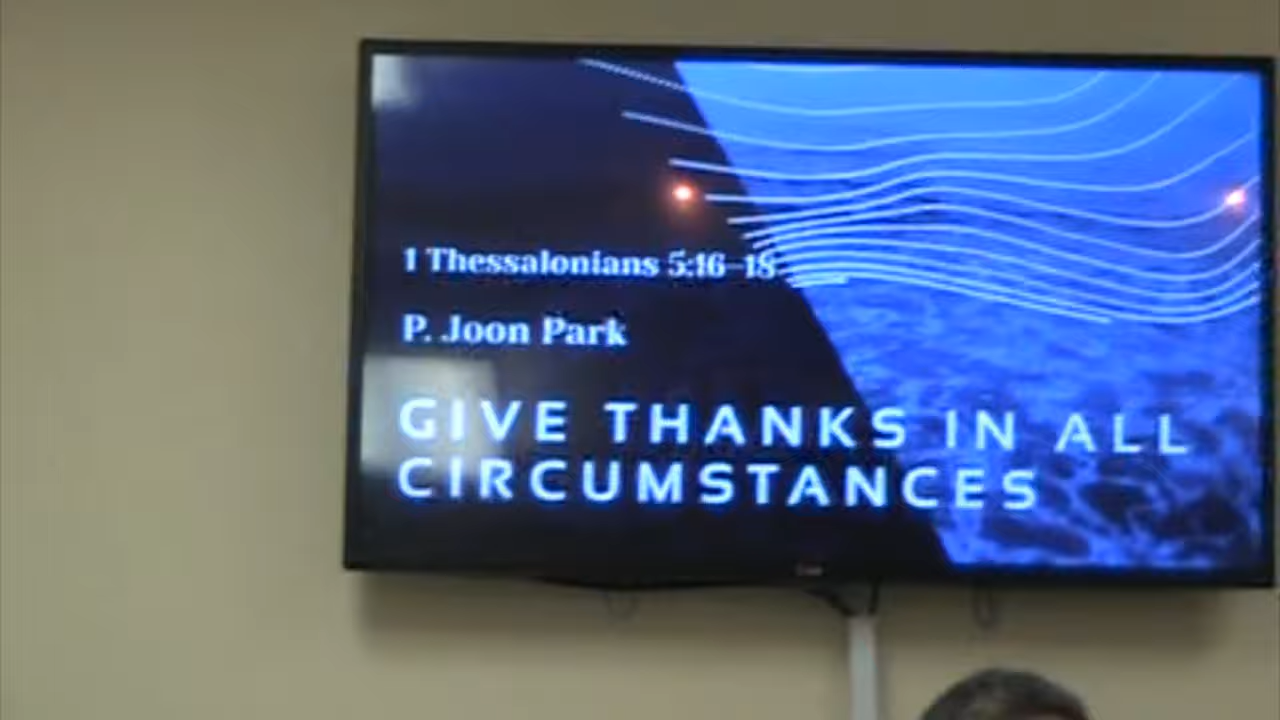 1 Thessalonians 5:16–18
P. Joon Park
GIVE THANKS IN ALL
CIRCUMSTANCES